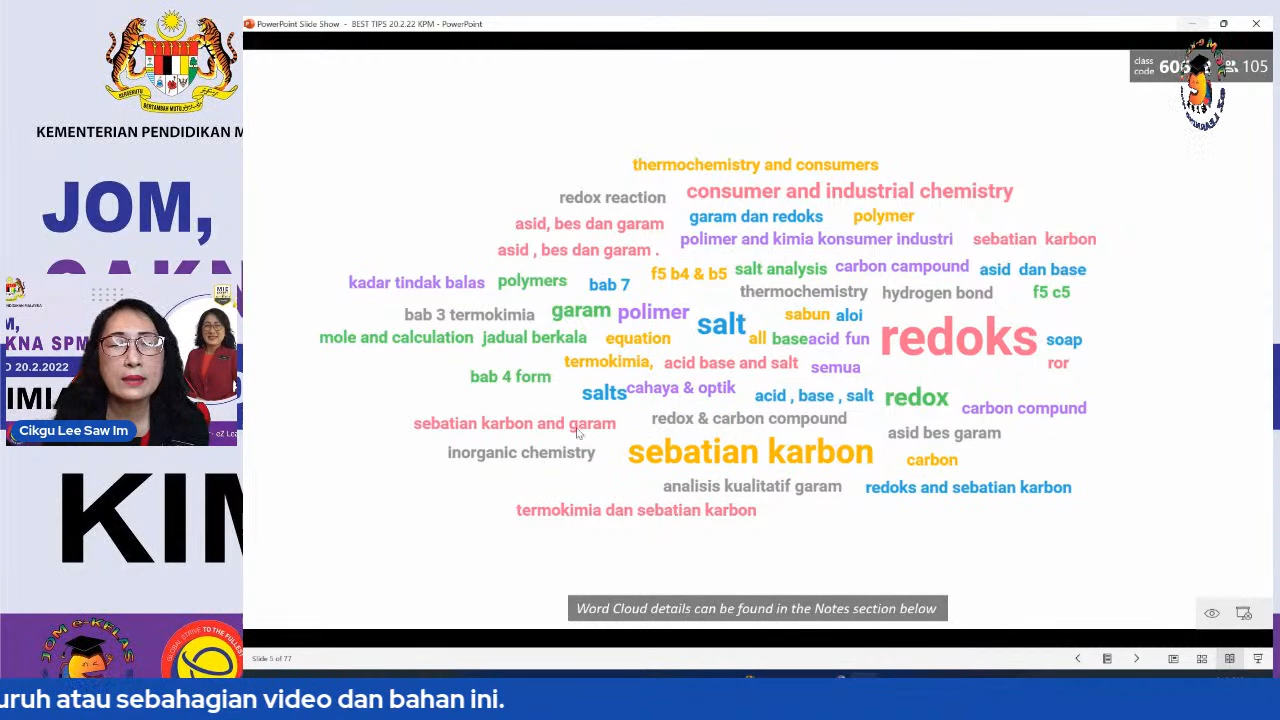 PowerPoint Slide Show - BEST TIPS 20.2.22 KPM - PowerPoint
KEMENTERIAN PENDIDIKAN M
JOM,
KIM
class code 606
105
thermochemistry and consumers
redox reaction
consumer and industrial chemistry
asid, bes dan garam
garam dan redoks
polymer
asid , bes dan garam .
polimer and kimia konsumer industri
sebatian karbon
kadar tindak balas
polymers
bab 7
f5 b4 & b5
salt analysis
carbon campound
asid dan base
thermochemistry
hydrogen bond
f5 c5
bab 3 termokimia
garam
polimer
salt
sabun
aloi
redoks
mole and calculation
jadual berkala
equation
all
base
acid
fun
soap
termokimia,
acid base and salt
semua
ror
bab 4 form
salts
cahaya & optik
acid , base , salt
redox
carbon compund
sebatian karbon and garam
redox & carbon compound
asid bes garam
inorganic chemistry
sebatian karbon
carbon
analisis kualitatif garam
redoks and sebatian karbon
termokimia dan sebatian karbon
Word Cloud details can be found in the Notes section below
Cikgu Lee Saw Im
Slide 5 of 77
uruh atau sebahagian video dan bahan ini.